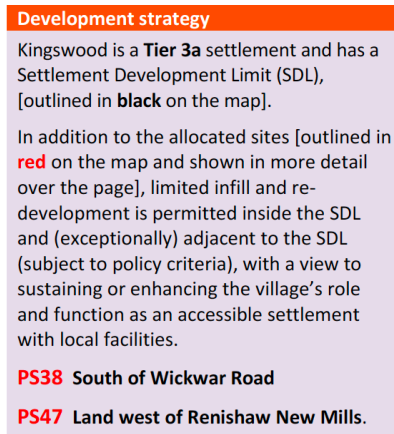 Development strategy
Kingswood is a Tier 3a settlement and has a
Settlement Development Limit (SDL),
[outlined in black on the map].
In addition to the allocated sites [outlined in
red on the map and shown in more detail
over the page], limited infill and re-
development is permitted inside the SDL
and (exceptionally) adjacent to the SDL
(subject to policy criteria), with a view to
sustaining or enhancing the village’s role
and function as an accessible settlement
with local facilities.
PS38 South of Wickwar Road
PS47 Land west of Renishaw New Mills.